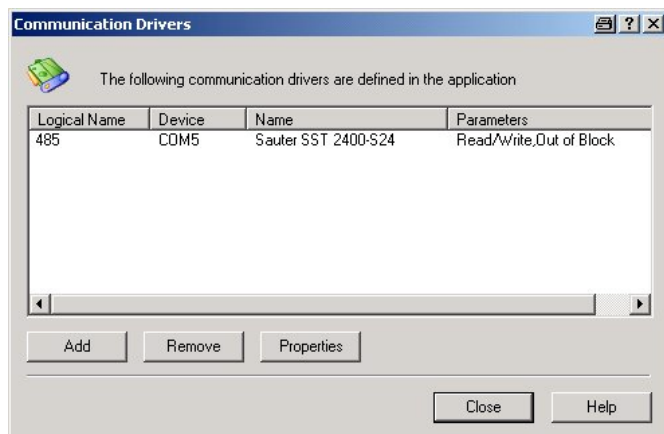 Communication Drivers
The following communication drivers are defined in the application
Logical Name Device Name Parameters
485 COM5 Sauter SST 2400-S24 Read/Write,Out of Block
Add Remove Properties
Close Help